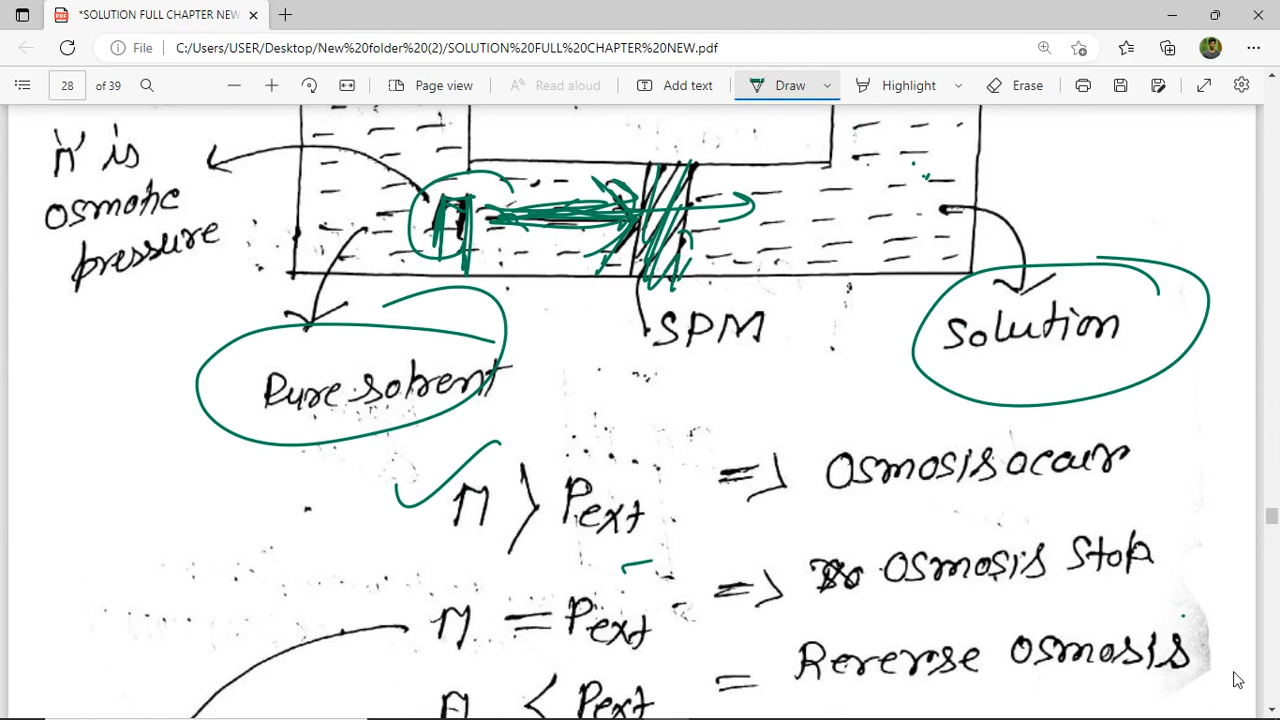 *SOLUTION FULL CHAPTER NEW
File
C:/Users/USER/Desktop/New%20folder%20(2)/SOLUTION%20FULL%20CHAPTER%20NEW.pdf
28 of 39
Page view
Read aloud
Add text
Draw
Highlight
Erase
'π' is
osmotic
pressure
π
SPM
Solution
Pure solvent
π > Pext => Osmosis occur
π = Pext => Osmosis Stop
π < Pext = Reverse osmosis